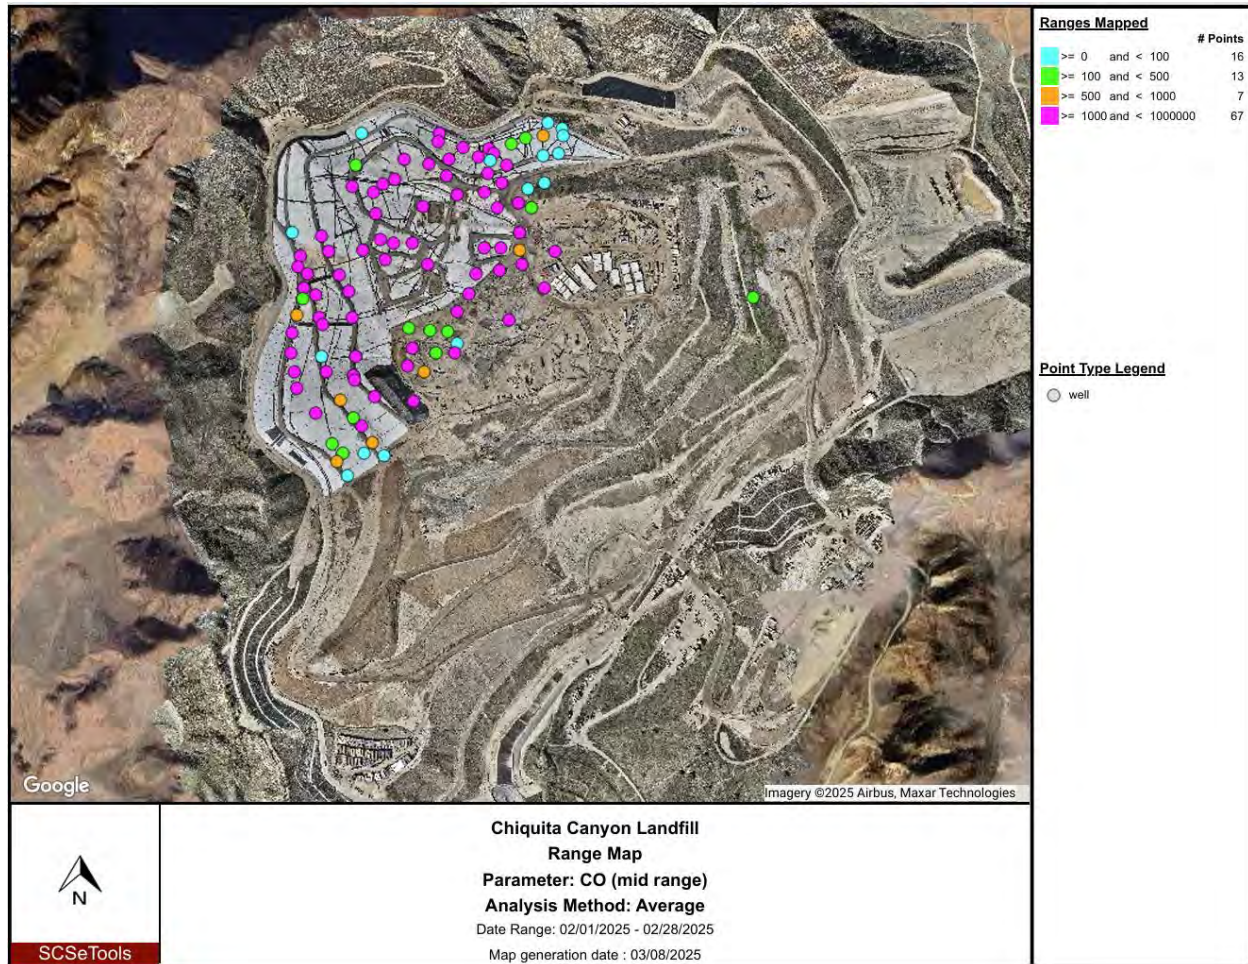 Ranges Mapped
# Points
>= 0 and < 100 16
>= 100 and < 500 13
>= 500 and < 1000 7
>= 1000 and < 1000000 67
Point Type Legend
well
Google
Imagery ©2025 Airbus, Maxar Technologies
N
SCSeTools
Chiquita Canyon Landfill
Range Map
Parameter: CO (mid range)
Analysis Method: Average
Date Range: 02/01/2025 - 02/28/2025
Map generation date : 03/08/2025